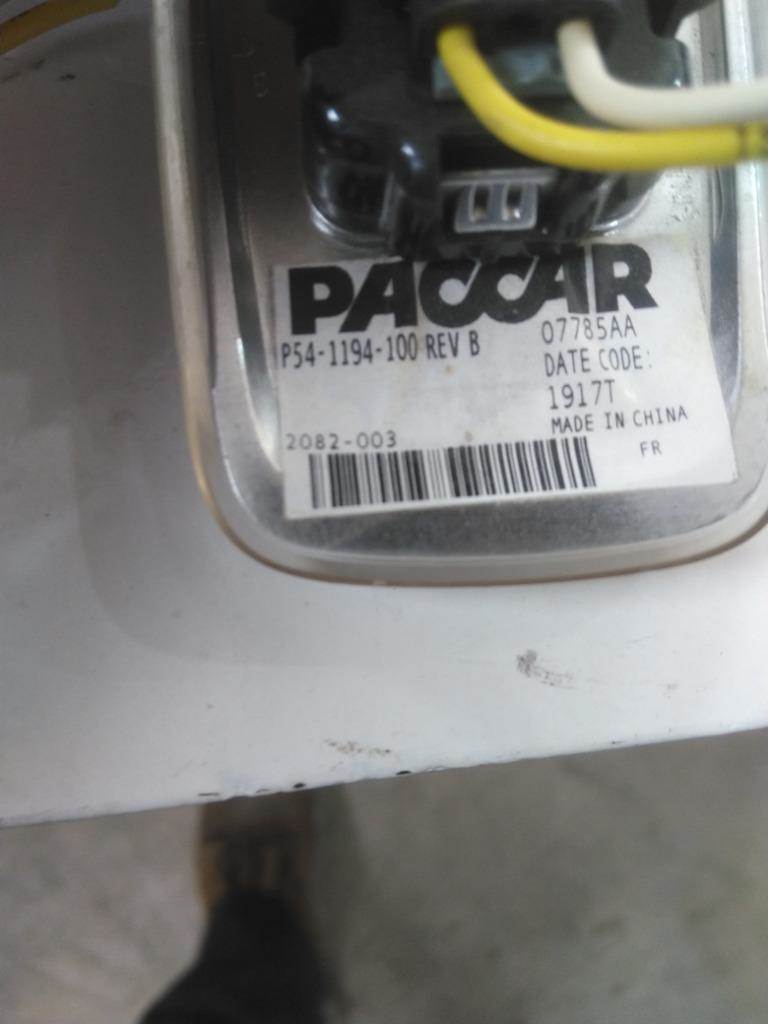 PACCAR
P54-1194-100 REV B
07785AA
DATE CODE:
1917T
MADE IN CHINA
2082-003
FR